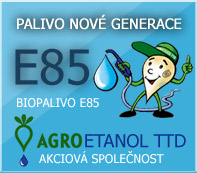 PALIVO NOVÉ GENERACE
E85
BIOPALIVO E85
AGROETANOL TTD
AKCIOVÁ SPOLEČNOST